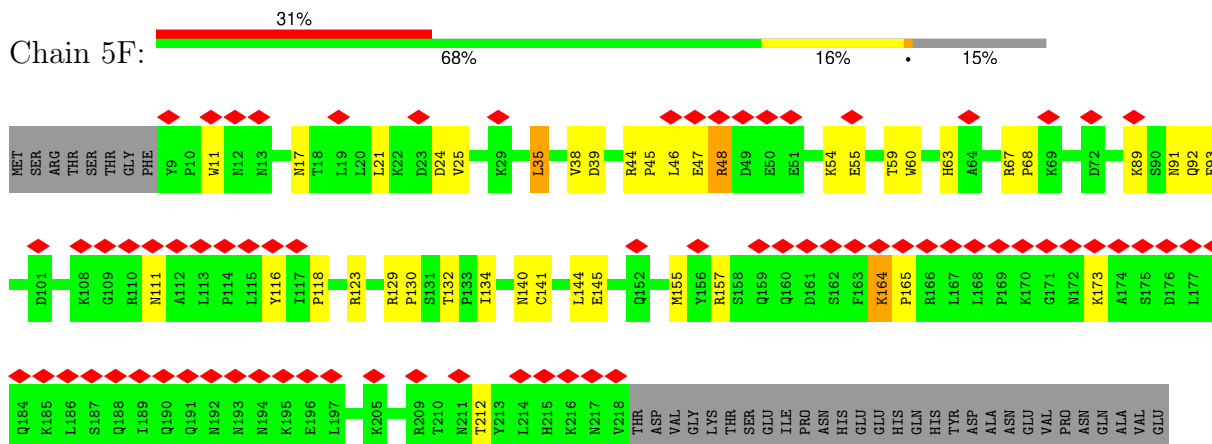 31%
Chain 5F:
68% 16% • 15%
MET SER ARG THR SER THR THR GLY PHE Y9 P10 W11 N12 N13 N17 T18 L19 L20 L21 K22 D23 D24 V25 K29 L35 V38 D39 R44 P45 L46 E47 R48 D49 E50 E51 K54 E55 T59 W60 H63 A64 R67 P68 K69 D72 K89 S90 N91 Q92
D101 K108 G109 R110 N111 A112 L113 P114 L115 Y116 I117 P118 R123 R129 P130 S131 T132 P133 I134 N140 C141 L144 E145 Q152 M155 Y156 R157 S158 Q159 Q160 D161 S162 F163 K164 P165 R166 L167 L168 P169 K170 G171 N172 K173 A174 S175 D176 L177
Q184 K185 L186 S187 Q188 I189 Q190 Q191 N192 N193 N194 K195 E196 L197 K205 R209 T210 N211 T212 Y213 L214 H215 K216 N217 V218 THR ASP VAL GLY LYS THR SER GLU ILE PRO ASN HIS GLU GLU HIS GLN HIS TYR ASP ALA ASN GLU VAL PRO ASN GLN ALA VAL GLU